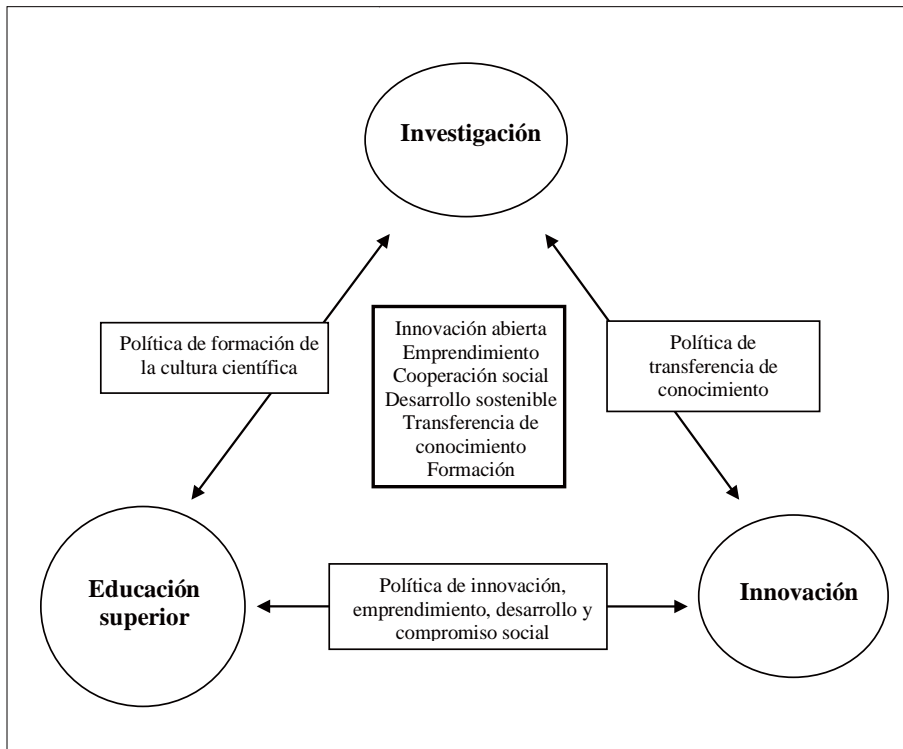 Investigación
Política de formación de
la cultura científica
Innovación abierta
Emprendimiento
Cooperación social
Desarrollo sostenible
Transferencia de
conocimiento
Formación
Política de
transferencia de
conocimiento
Educación
superior
Política de innovación,
emprendimiento, desarrollo y
compromiso social
Innovación